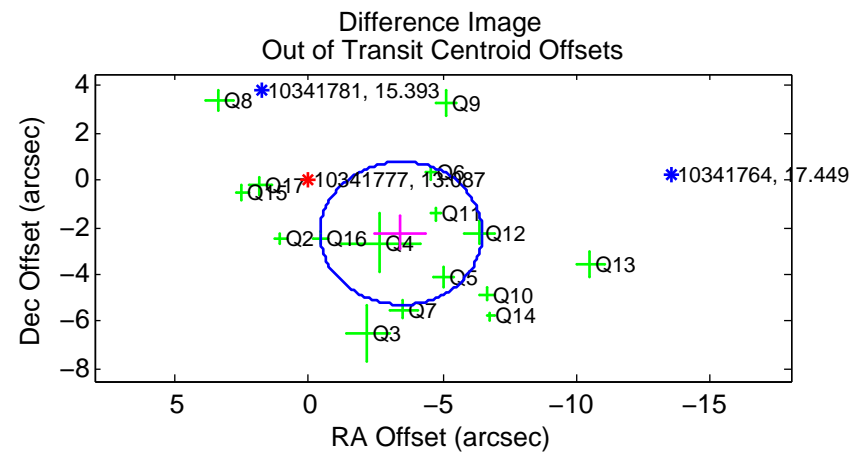 Difference Image
Out of Transit Centroid Offsets
Dec Offset (arcsec)
4
2
0
−2
−4
−6
−8
10341781, 15.393
Q8
Q9
Q6
10341777, 13.087
10341764, 17.449
Q17
Q15
Q11
Q2
Q16
Q4
Q12
Q13
Q5
Q10
Q7
Q14
Q3
5
0
−5
−10
−15
RA Offset (arcsec)